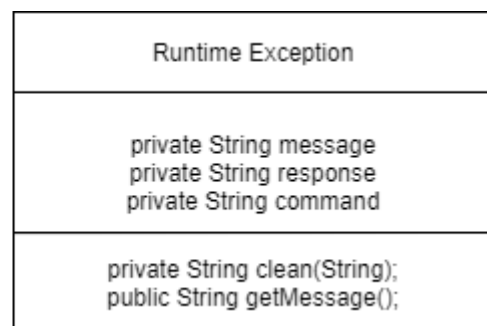 Runtime Exception
private String message
private String response
private String command
private String clean(String);
public String getMessage();